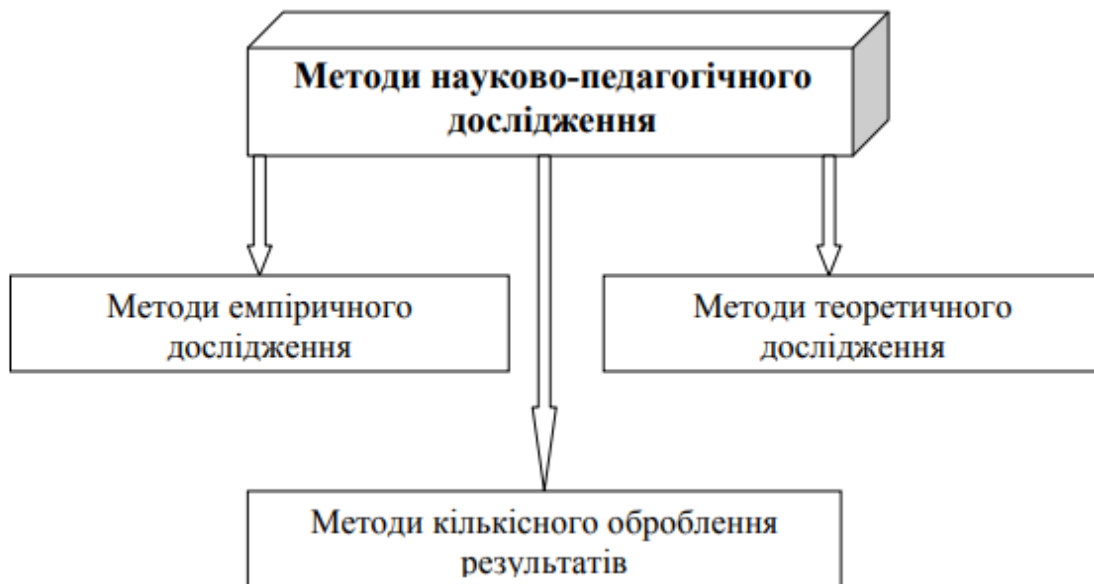 Методи науково-педагогічного
дослідження
Методи емпіричного
дослідження
Методи теоретичного
дослідження
Методи кількісного оброблення
результатів